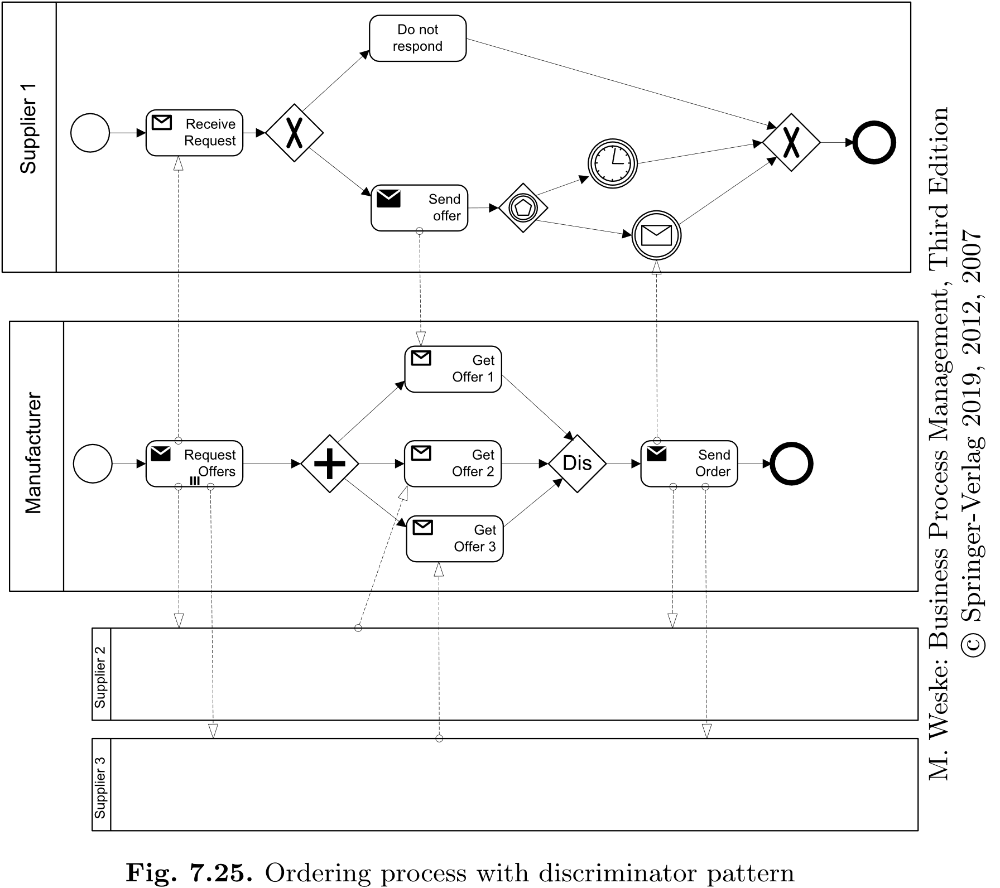 Supplier 1
Do not
respond
Receive
Request
Send
offer
Manufacturer
Request
Offers
Get
Offer 1
Get
Offer 2
Get
Offer 3
Dis
Send
Order
Supplier 2
Supplier 3
M. Weske: Business Process Management, Third Edition
© Springer-Verlag 2019, 2012, 2007
Fig. 7.25. Ordering process with discriminator pattern